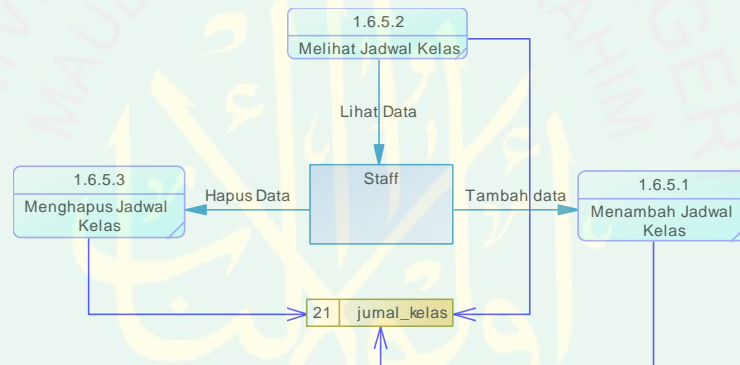 1.6.5.2
Melihat Jadwal Kelas
Lihat Data
1.6.5.3
Menghapus Jadwal
Kelas
Hapus Data
Staff
Tambah data
1.6.5.1
Menambah Jadwal
Kelas
21
jurnal_kelas